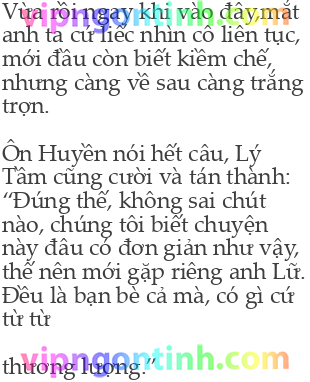 Vừa rồi ngay khi vào đây mắt
anh ta cứ liếc nhìn cô liên tục,
mới đầu còn biết kiềm chế,
nhưng càng về sau càng trắng
trợn.
Ôn Huyền nói hết câu, Lý
Tầm cũng cười và tán thành:
“Đúng thế, không sai chút
nào, chúng tôi biết chuyện
này đâu có đơn giản như vậy,
thế nên mới gặp riêng anh Lữ.
Đều là bạn bè cả mà, có gì cứ
từ từ
thương lượng.”
vipngontinh.com
vipngontinh.com